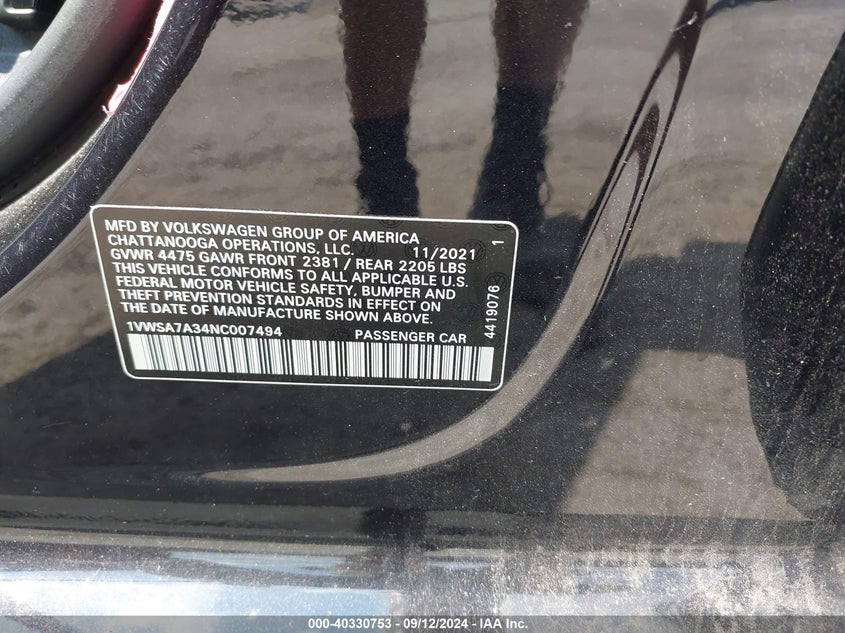 MFD BY VOLKSWAGEN GROUP OF AMERICA
CHATTANOOGA OPERATIONS, LLC. 11/2021
GVWR 4475 GAWR FRONT 2381 / REAR 2205 LBS
THIS VEHICLE CONFORMS TO ALL APPLICABLE U.S.
FEDERAL MOTOR VEHICLE SAFETY, BUMPER AND
THEFT PREVENTION STANDARDS IN EFFECT ON
THE DATE OF MANUFACTURE SHOWN ABOVE.
1VWSA7A34NC007494 PASSENGER CAR
4419076 1
000-40330753 - 09/12/2024 - IAA Inc.